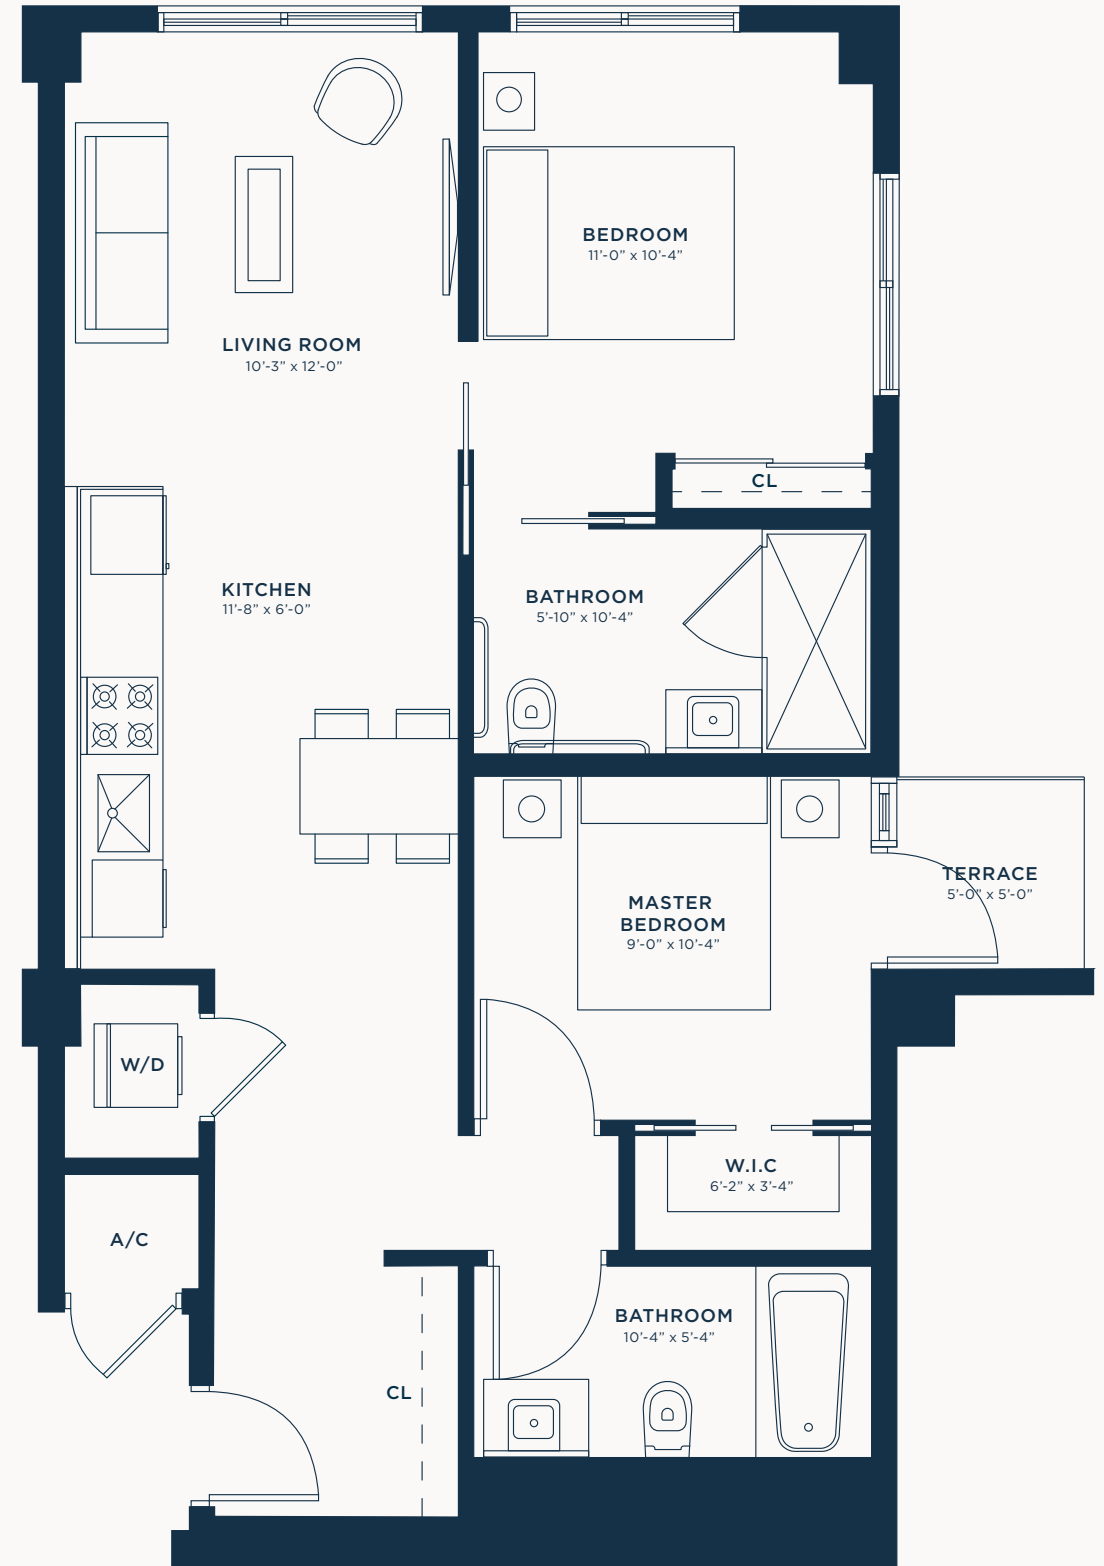 BEDROOM
11'-0” x 10'-4”
LIVING ROOM
10'-3” x 12'-0”
CL
KITCHEN
11'-8” x 6'-0”
BATHROOM
5'-10” x 10'-4”
TERRACE
5'-0” x 5'-0”
MASTER
BEDROOM
9'-0” x 10'-4”
W/D
W.I.C
6'-2” x 3'-4”
A/C
BATHROOM
10'-4” x 5'-4”
CL